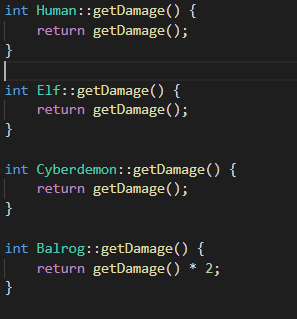 int Human::getDamage() {
    return getDamage();
}
int Elf::getDamage() {
    return getDamage();
}
int Cyberdemon::getDamage() {
    return getDamage();
}
int Balrog::getDamage() {
    return getDamage() * 2;
}